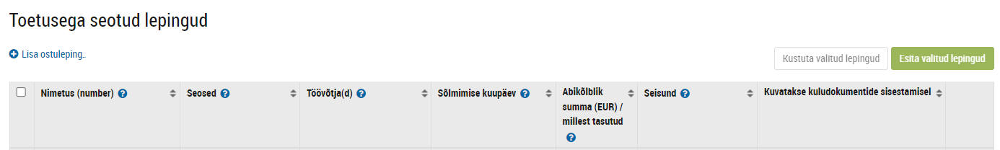 Toetusega seotud lepingud
Lisa ostuleping..
Kustuta valitud lepingud
Esita valitud lepingud
Nimetus (number)
Seosed
Töövõtja(d)
Sõlmimise kuupäev
Abikõlblik
summa (EUR) /
millest tasutud
Seisund
Kuvatakse kuludokumentide sisestamisel